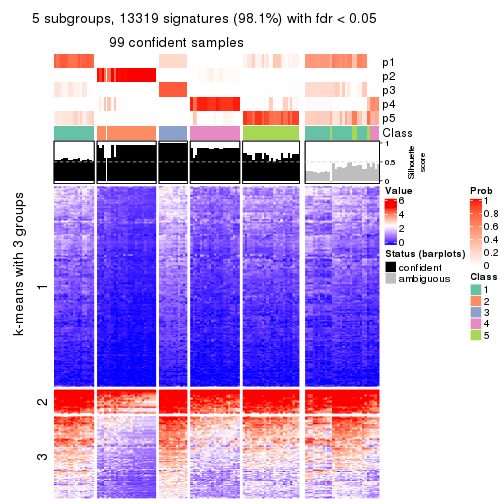 5 subgroups, 13319 signatures (98.1%) with fdr < 0.05
99 confident samples
p1
p2
p3
p4
p5
Class
1
0.5
0
Silhouette
score
k-means with 3 groups
1
2
3
Value
6
4
2
0
Status (barplots)
confident
ambiguous
Prob
1
0.8
0.6
0.4
0.2
0
Class
1
2
3
4
5